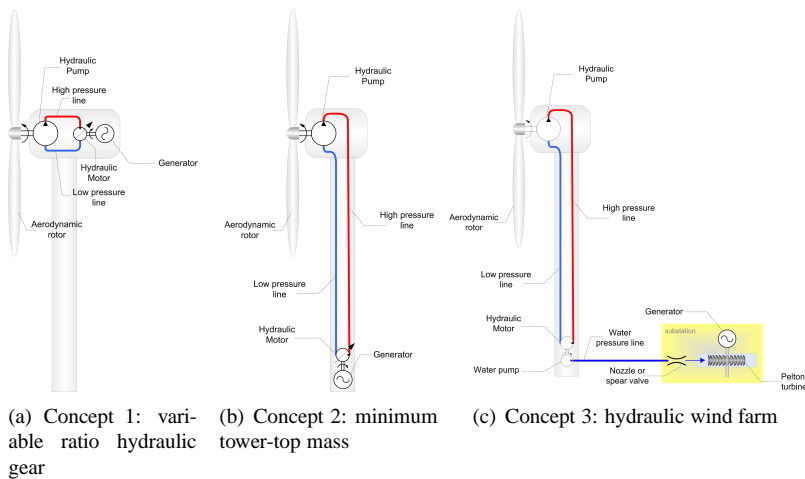 Hydraulic
Pump
High pressure
line
Generator
Hydraulic
Motor
Low pressure
line
Aerodynamic
rotor
(a) Concept 1: vari-
able ratio hydraulic
gear
Hydraulic
Pump
Aerodynamic
rotor
High pressure
line
Low pressure
line
Hydraulic
Motor
Generator
(b) Concept 2: minimum
tower-top mass
Hydraulic
Pump
Aerodynamic
rotor
High pressure
line
Low pressure
line
Hydraulic
Motor
Water
pressure line
Water pump
Generator
substation
Nozzle or
spear valve
Pelton
turbine
(c) Concept 3: hydraulic wind farm